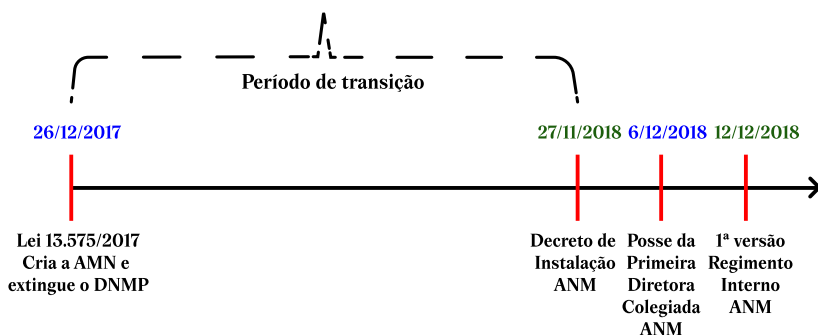 Período de transição
26/12/2017
27/11/2018
6/12/2018
12/12/2018
Lei 13.575/2017
Cria a AMN e
extingue o DNMP
Decreto de
Instalação
ANM
Posse da
Primeira
Diretora
Colegiada
ANM
1ª versão
Regimento
Interno
ANM